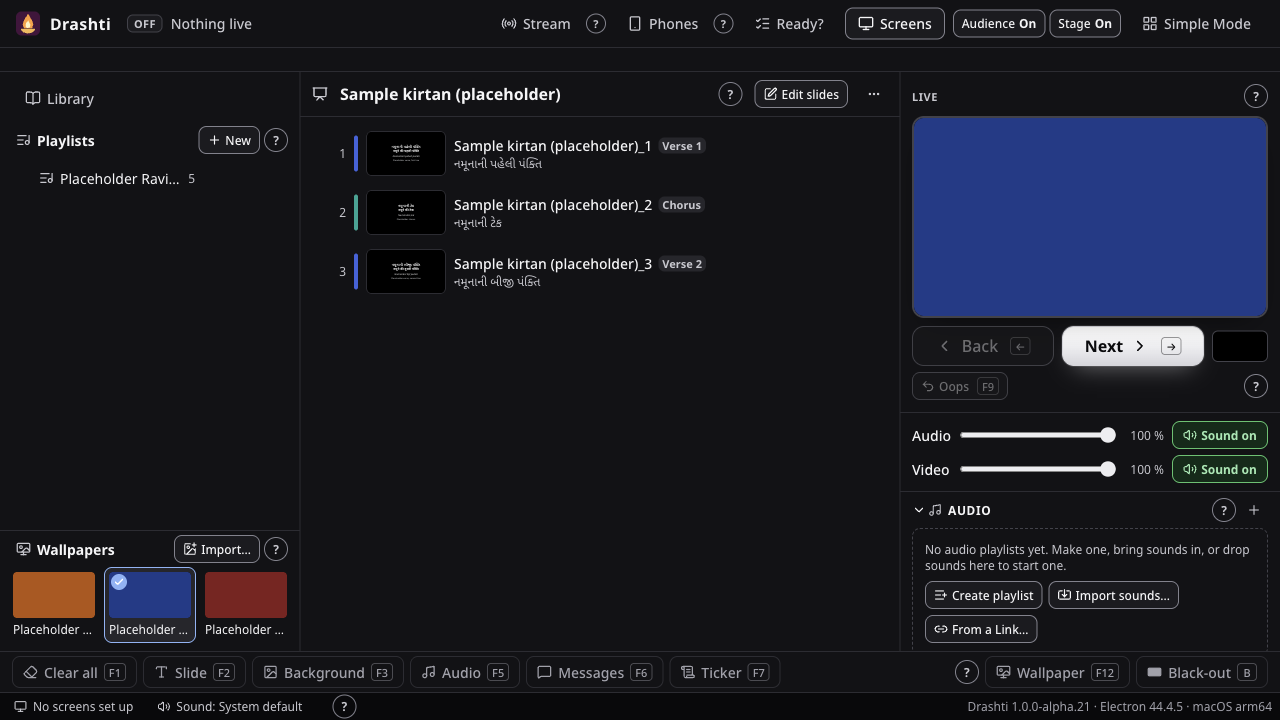 Drashti
OFF
Nothing live
Stream
?
Phones
?
Ready?
Screens
Audience On
Stage On
Simple Mode
Library
Playlists
New
?
Placeholder Ravi...
5
Wallpapers
Import...
?
Placeholder ...
Placeholder ...
Placeholder ...
Sample kirtan (placeholder)
?
Edit slides
...
1
Sample kirtan (placeholder)_1
Verse 1
નમૂનાની પહેલી પંક્તિ
2
Sample kirtan (placeholder)_2
Chorus
નમૂનાની ટેક
3
Sample kirtan (placeholder)_3
Verse 2
નમૂનાની બીજી પંક્તિ
LIVE
?
Back
←
Next
→
Oops
F9
?
Audio
100 %
Sound on
Video
100 %
Sound on
AUDIO
?
No audio playlists yet. Make one, bring sounds in, or drop
sounds here to start one.
Create playlist
Import sounds...
From a Link...
Clear all
F1
Slide
F2
Background
F3
Audio
F5
Messages
F6
Ticker
F7
?
Wallpaper
F12
Black-out
B
No screens set up
Sound: System default
?
Drashti 1.0.0-alpha.21 · Electron 44.4.5 · macOS arm64